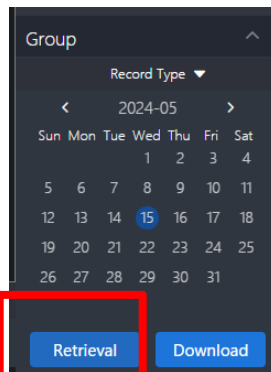 Group
Record Type
2024-05
Sun Mon Tue Wed Thu Fri Sat
1 2 3 4
5 6 7 8 9 10 11
12 13 14 15 16 17 18
19 20 21 22 23 24 25
26 27 28 29 30 31
Retrieval Download